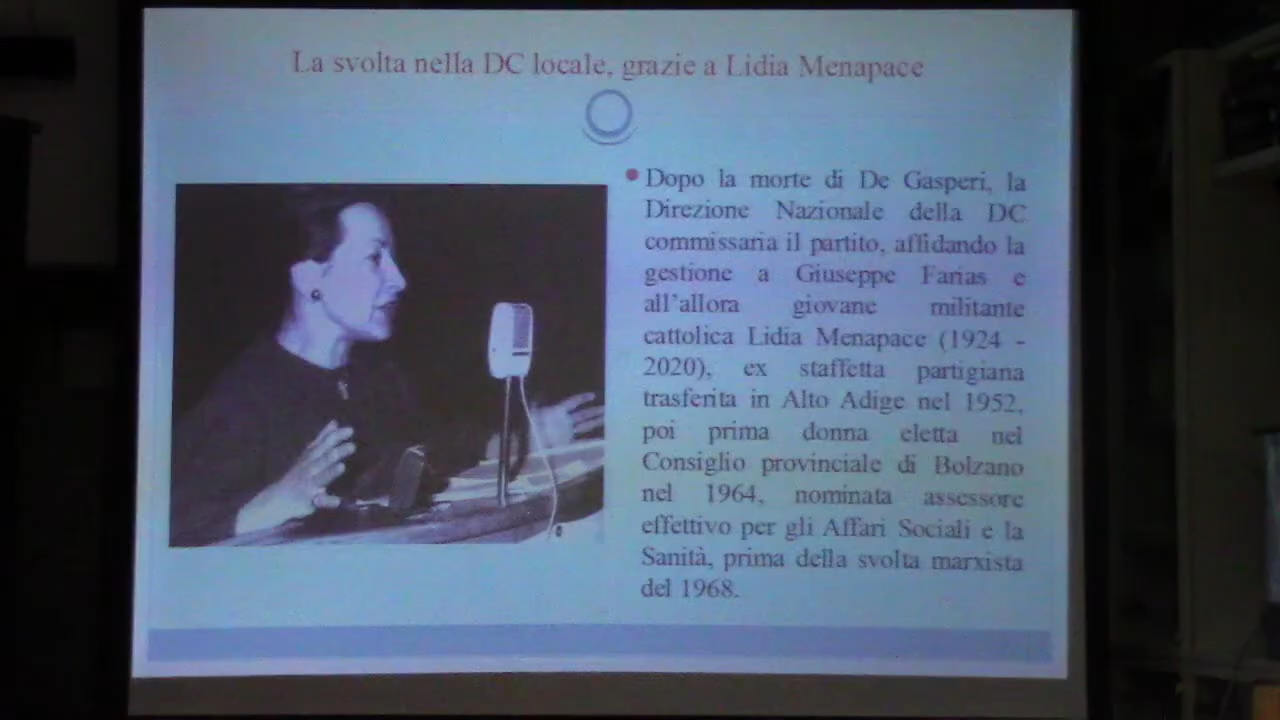 La svolta nella DC locale, grazie a Lidia Menapace
Dopo la morte di De Gasperi, la
Direzione Nazionale della DC
commissaria il partito, affidando la
gestione a Giuseppe Farias e
all'allora giovane militante
cattolica Lidia Menapace (1924 -
2020), ex staffetta partigiana
trasferita in Alto Adige nel 1952,
poi prima donna eletta nel
Consiglio provinciale di Bolzano
nel 1964, nominata assessore
effettivo per gli Affari Sociali e la
Sanità, prima della svolta marxista
del 1968.